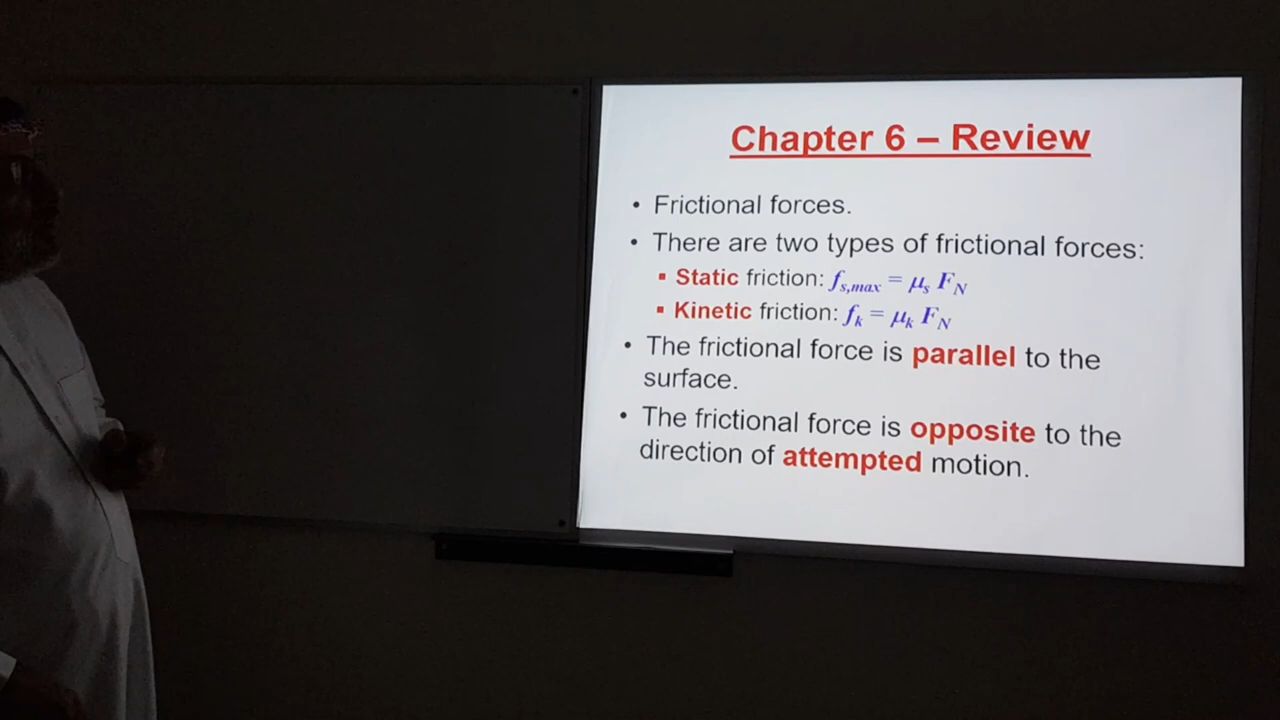 Chapter 6 – Review
• Frictional forces.
• There are two types of frictional forces:
▪ Static friction: fs,max = μs FN
▪ Kinetic friction: fk = μk FN
• The frictional force is parallel to the
surface.
• The frictional force is opposite to the
direction of attempted motion.